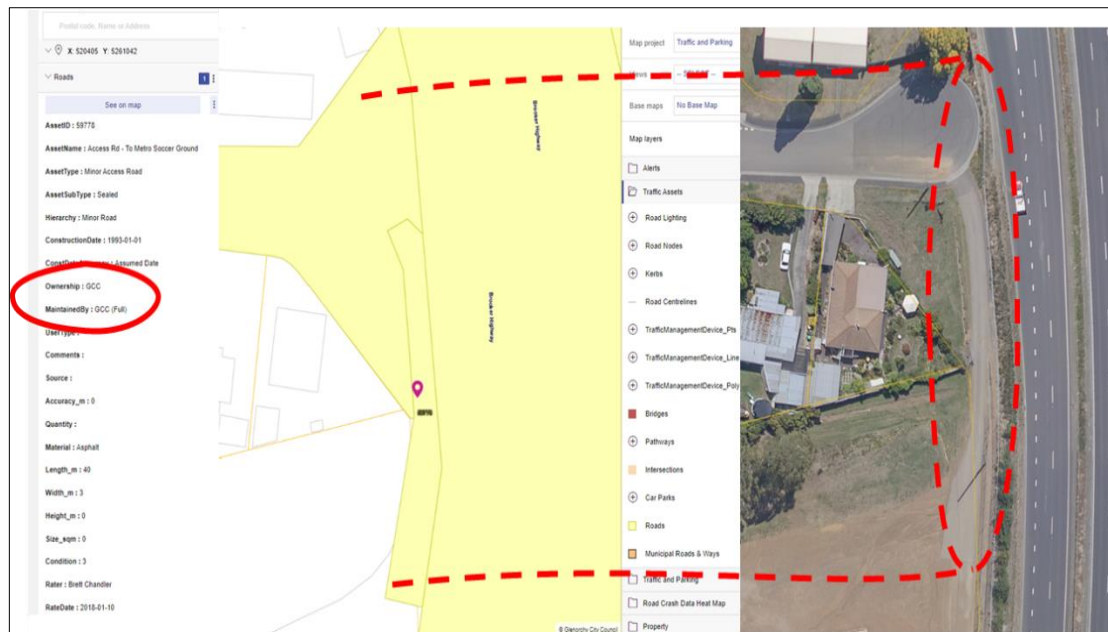 Postal code, Name or Address
X: 520405 Y: 5261042
Roads
1
See on map
AssetID : 59778
AssetName : Access Rd - To Metro Soccer Ground
AssetType : Minor Access Road
AssetSubType : Sealed
Hierarchy : Minor Road
ConstructionDate : 1993-01-01
Assumed Date
Ownership : GCC
MaintainedBy : GCC (Full)
UserType :
Comments :
Source :
Accuracy_m : 0
Quantity :
Material : Asphalt
Length_m : 40
Width_m : 3
Height_m : 0
Size_sqm : 0
Condition : 3
Rater : Brett Chandler
RateDate : 2018-01-10
Brooker Highway
Brooker Highway
© Glenorchy City Council
Map project
Traffic and Parking
Views
-- SELECT --
Base maps
No Base Map
Map layers
Alerts
Traffic Assets
Road Lighting
Road Nodes
Kerbs
Road Centrelines
TrafficManagementDevice_Pts
TrafficManagementDevice_Line
TrafficManagementDevice_Poly
Bridges
Pathways
Intersections
Car Parks
Roads
Municipal Roads & Ways
Traffic and Parking
Road Crash Data Heat Map
Property